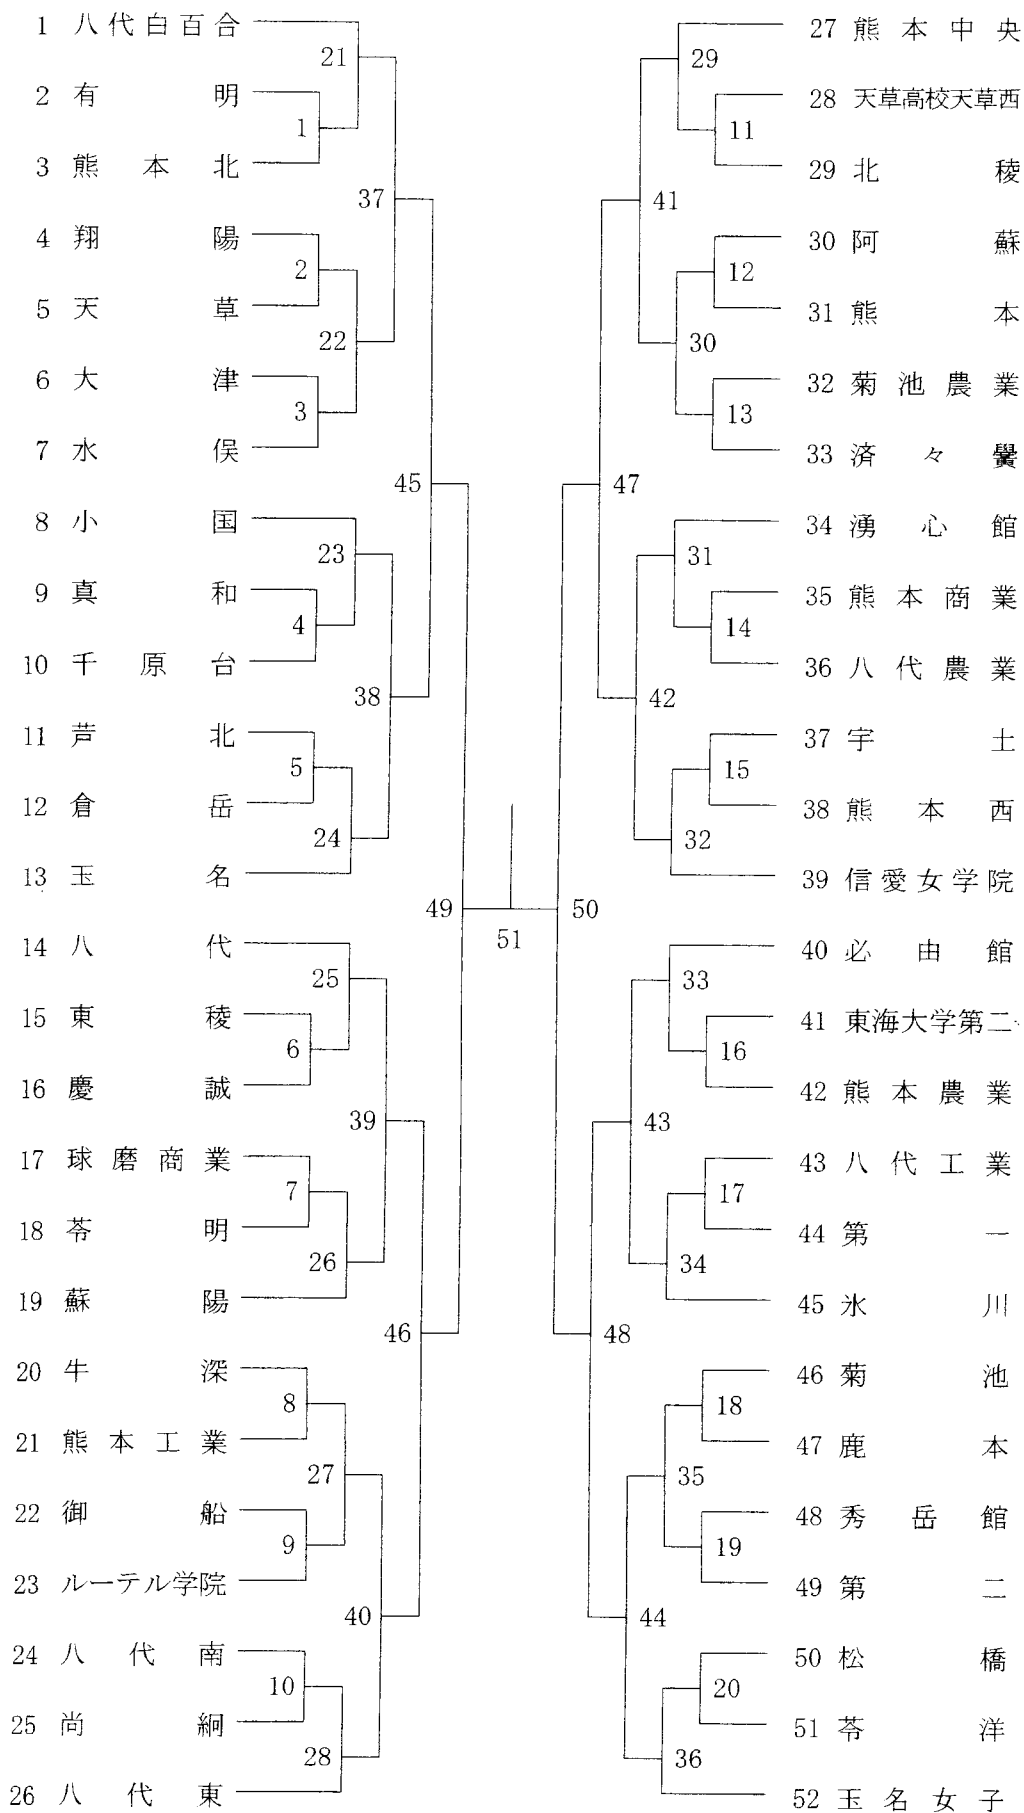 1 八代白百合
2 有明
3 熊本北
4 翔陽
5 天草
6 大津
7 水俣
8 小国
9 真和
10 千原台
11 芦北
12 倉岳
13 玉名
14 八代
15 東稜
16 慶誠
17 球磨商業
18 苓明
19 蘇陽
20 牛深
21 熊本工業
22 御船
23 ルーテル学院
24 八代南
25 尚絅
26 八代東
21
1
37
2
22
3
45
23
4
38
5
24
49
25
6
39
7
26
46
8
27
9
40
10
28
51
50
29
11
41
12
30
13
47
31
14
42
15
32
33
16
43
17
34
48
18
35
19
44
20
36
27 熊本中央
28 天草高校天草西
29 北稜
30 阿蘇
31 熊本
32 菊池農業
33 済々黌
34 湧心館
35 熊本商業
36 八代農業
37 宇土
38 熊本西
39 信愛女学院
40 必由館
41 東海大学第二
42 熊本農業
43 八代工業
44 第一
45 氷川
46 菊池
47 鹿本
48 秀岳館
49 第二
50 松橋
51 苓洋
52 玉名女子